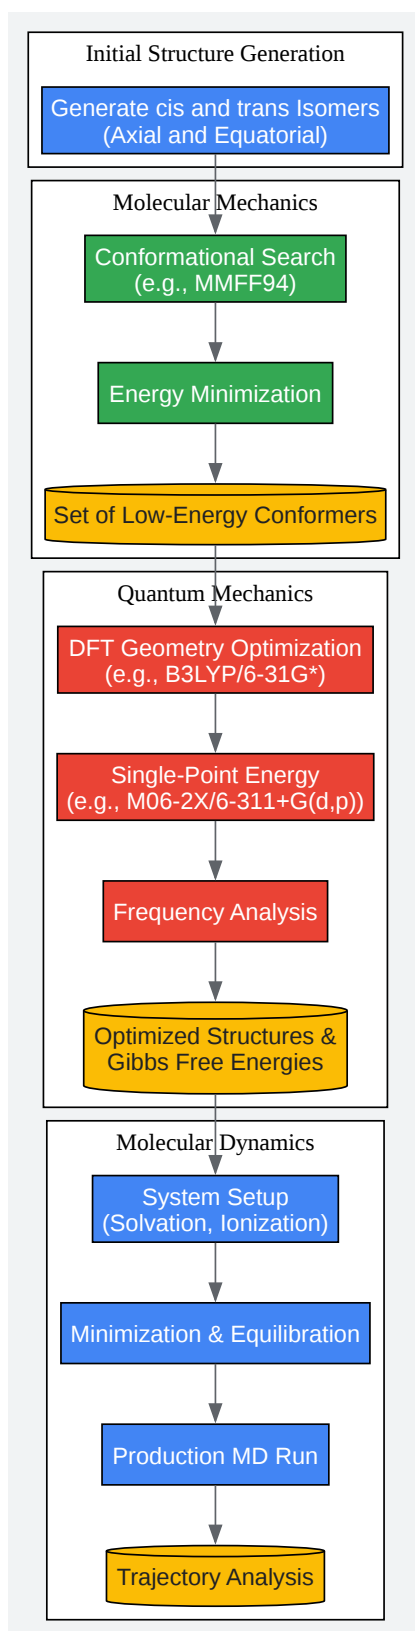 Initial Structure Generation
Generate cis and trans Isomers
(Axial and Equatorial)
Molecular Mechanics
Conformational Search
(e.g., MMFF94)
Energy Minimization
Set of Low-Energy Conformers
Quantum Mechanics
DFT Geometry Optimization
(e.g., B3LYP/6-31G*)
Single-Point Energy
(e.g., M06-2X/6-311+G(d,p))
Frequency Analysis
Optimized Structures &
Gibbs Free Energies
Molecular Dynamics
System Setup
(Solvation, Ionization)
Minimization & Equilibration
Production MD Run
Trajectory Analysis